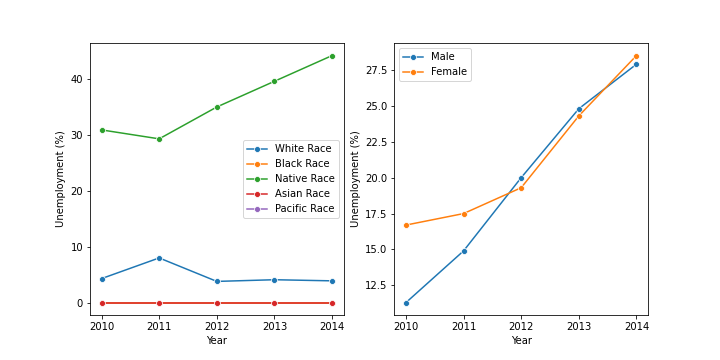 40
30
20
10
0
Unemployment (%)
White Race
Black Race
Native Race
Asian Race
Pacific Race
2010 2011 2012 2013 2014
Year
Male
Female
27.5
25.0
22.5
20.0
17.5
15.0
12.5
Unemployment (%)
2010 2011 2012 2013 2014
Year